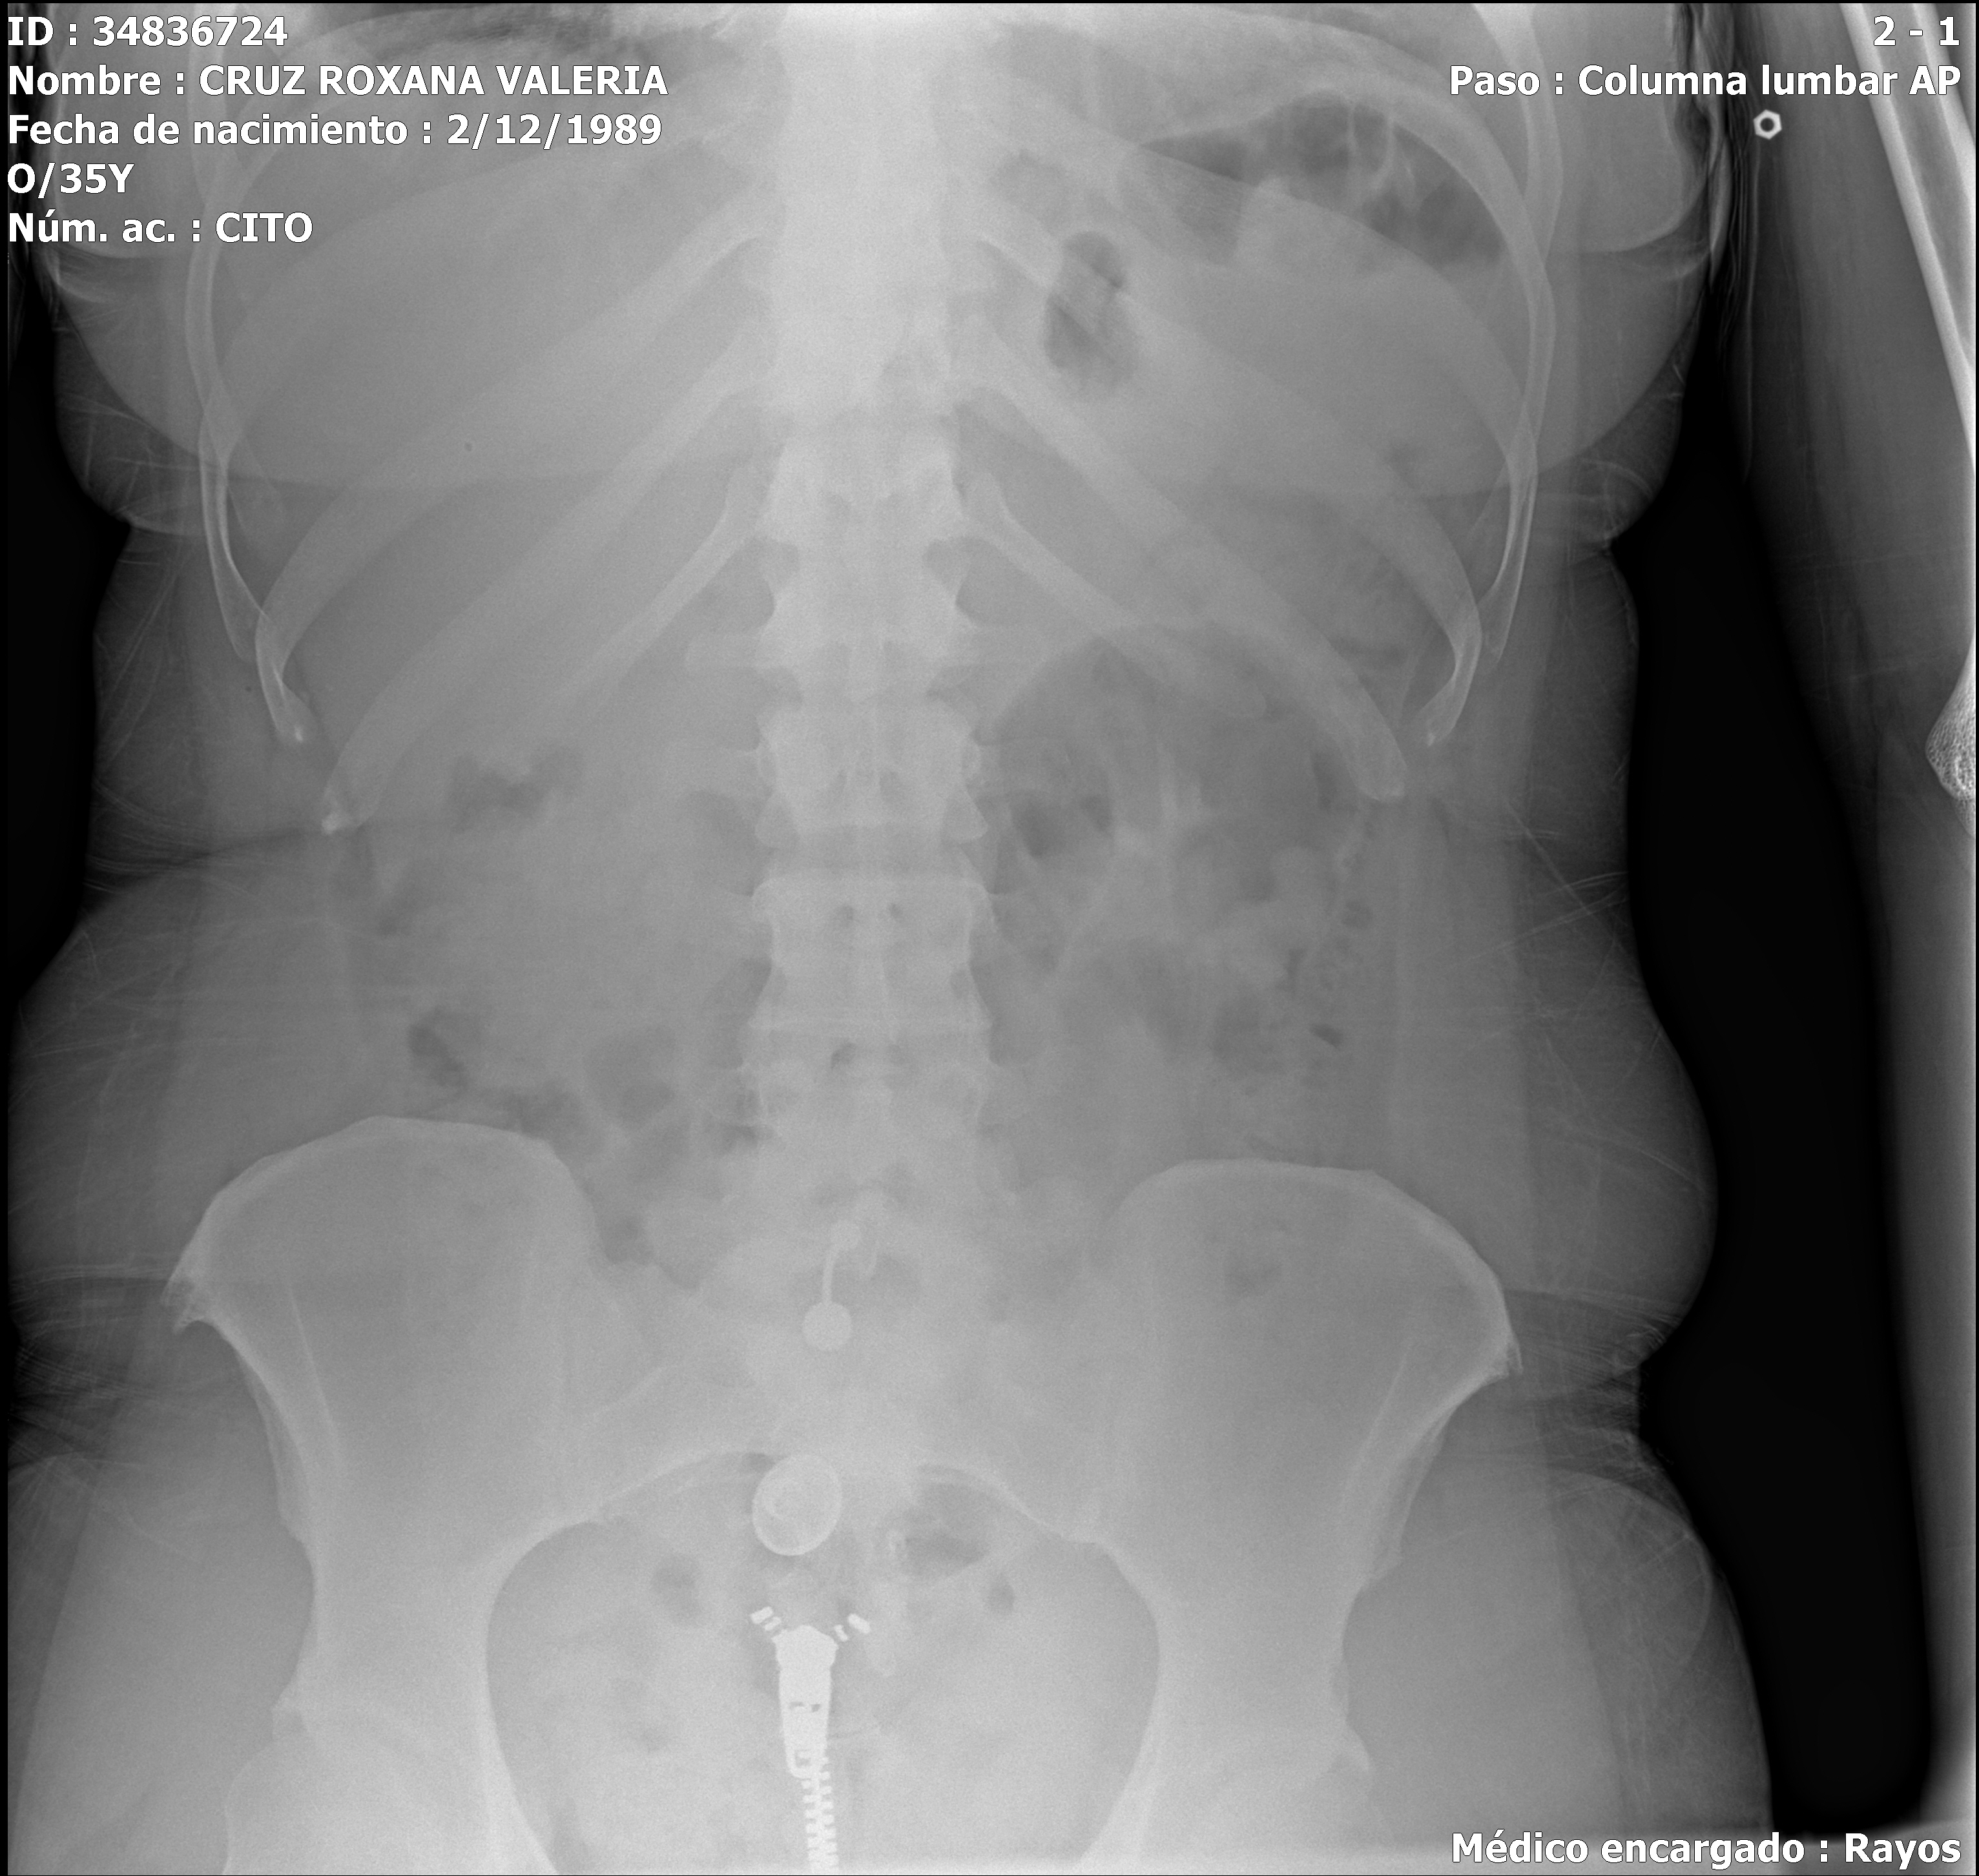 ID : 34836724
Nombre : CRUZ ROXANA VALERIA
Fecha de nacimiento : 2/12/1989
O/35Y
Núm. ac. : CITO
2 - 1
Paso : Columna lumbar AP
Médico encargado : Rayos